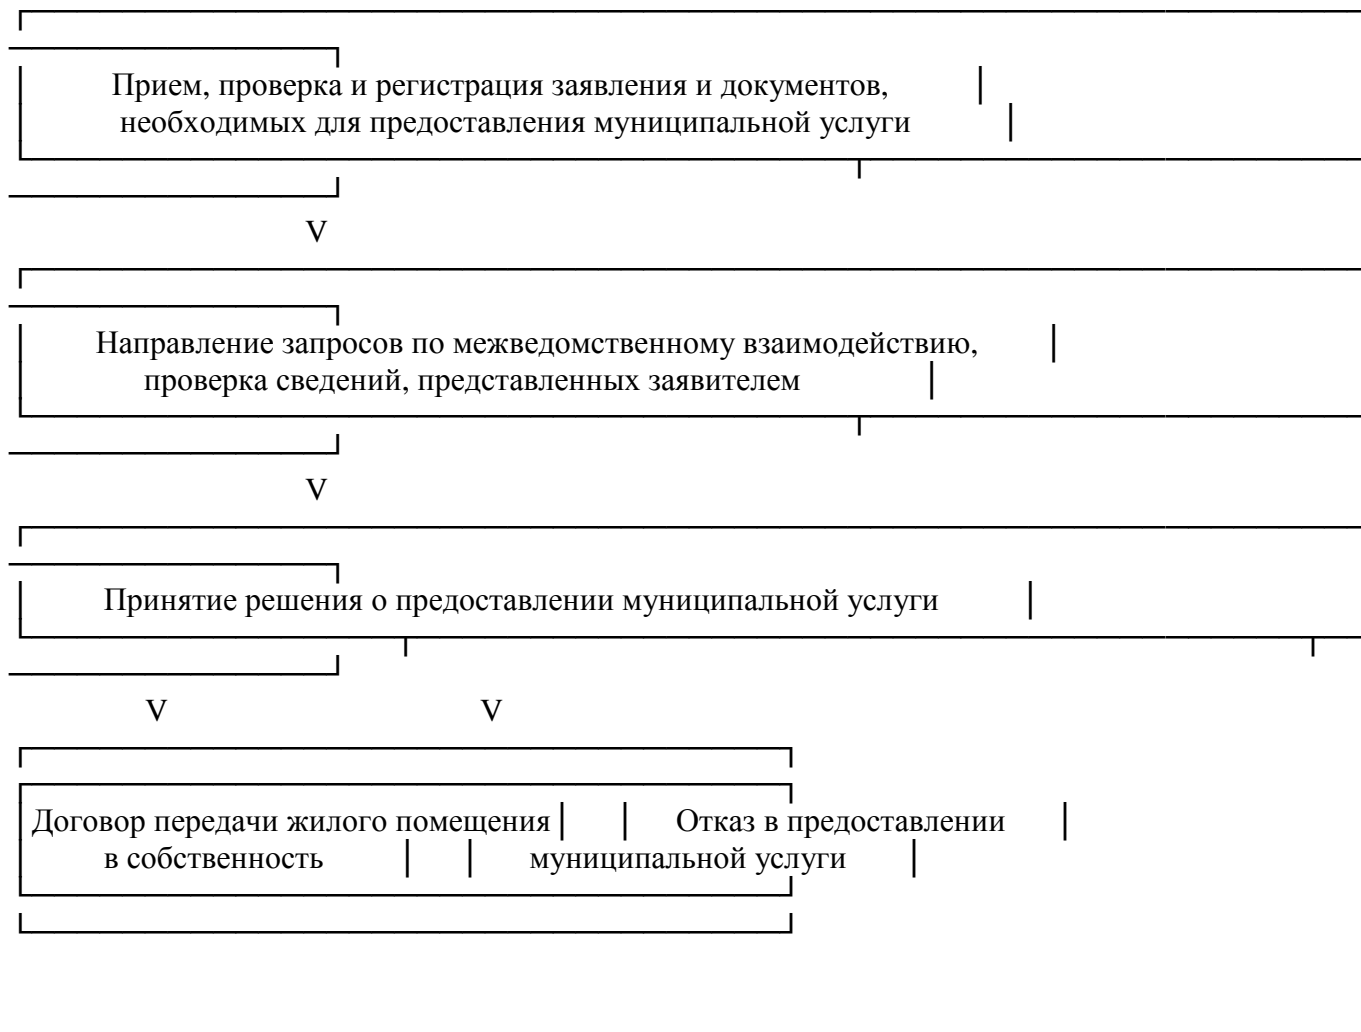 Прием, проверка и регистрация заявления и документов,
необходимых для предоставления муниципальной услуги
V
Направление запросов по межведомственному взаимодействию,
проверка сведений, представленных заявителем
V
Принятие решения о предоставлении муниципальной услуги
V V
Договор передачи жилого помещения Отказ в предоставлении
в собственность муниципальной услуги